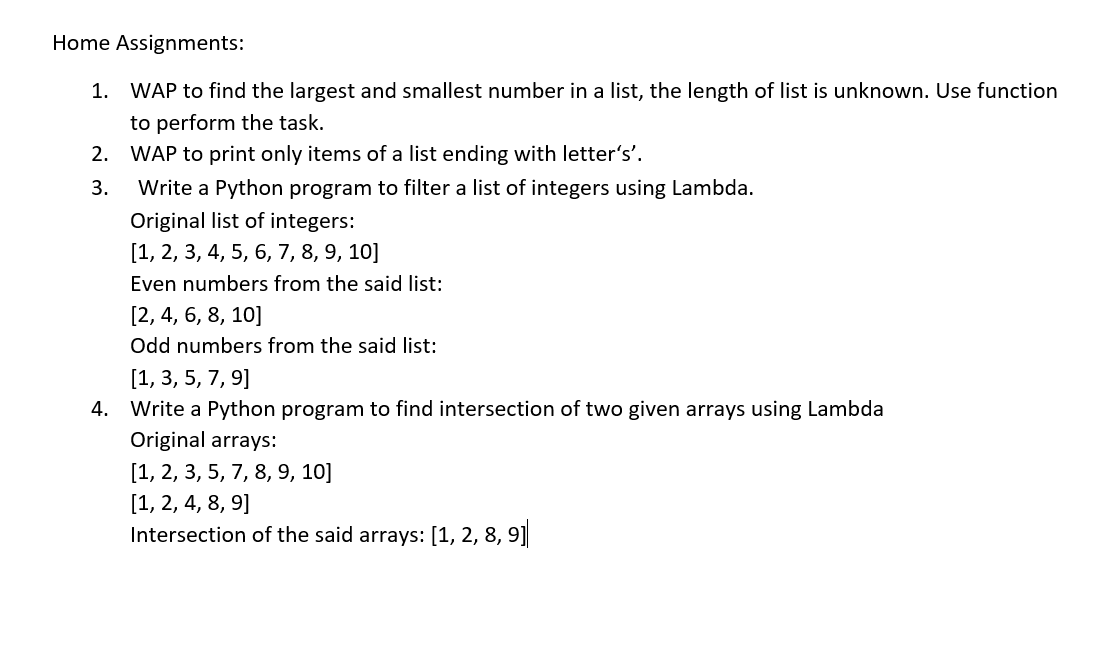 Home Assignments:
1. WAP to find the largest and smallest number in a list, the length of list is unknown. Use function
to perform the task.
2. WAP to print only items of a list ending with letter‘s’.
3. Write a Python program to filter a list of integers using Lambda.
Original list of integers:
[1, 2, 3, 4, 5, 6, 7, 8, 9, 10]
Even numbers from the said list:
[2, 4, 6, 8, 10]
Odd numbers from the said list:
[1, 3, 5, 7, 9]
4. Write a Python program to find intersection of two given arrays using Lambda
Original arrays:
[1, 2, 3, 5, 7, 8, 9, 10]
[1, 2, 4, 8, 9]
Intersection of the said arrays: [1, 2, 8, 9]